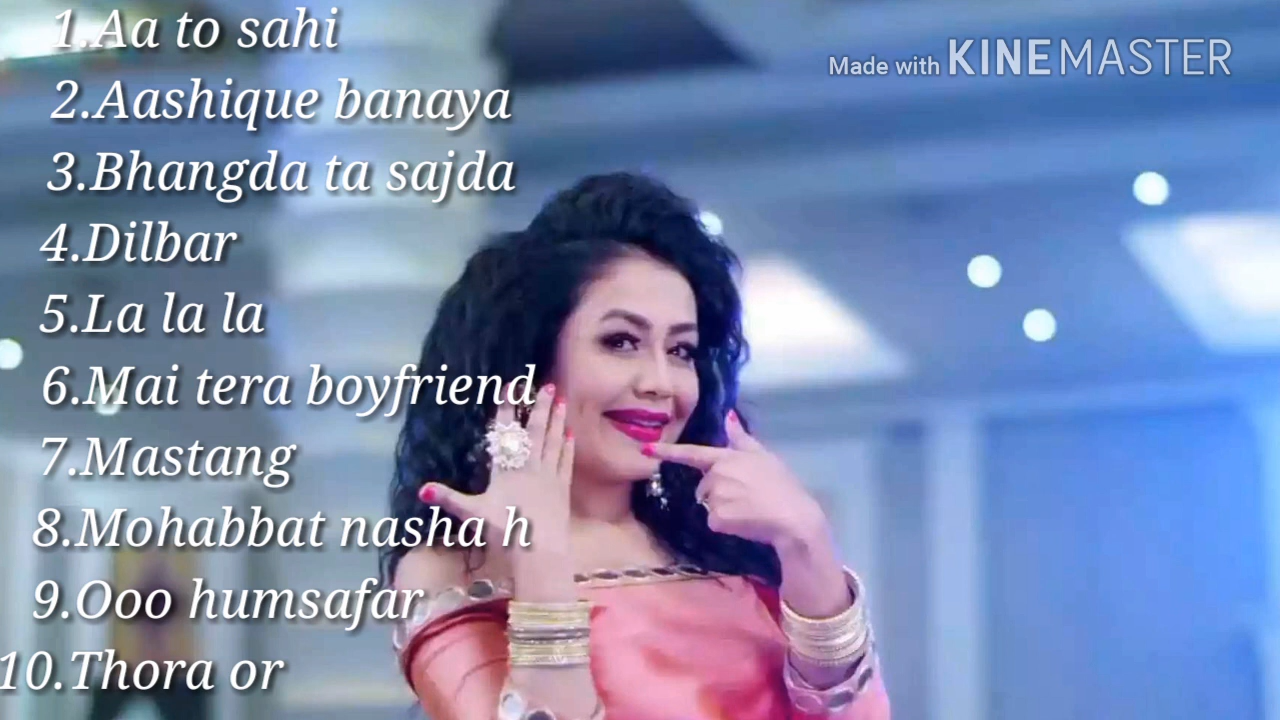 1.Aa to sahi
Made with KINEMASTER
2.Aashique banaya
3.Bhangda ta sajda
4.Dilbar
5.La la la
6.Mai tera boyfriend
7.Mastang
8.Mohabbat nasha h
9.Ooo humsafar
10.Thora or